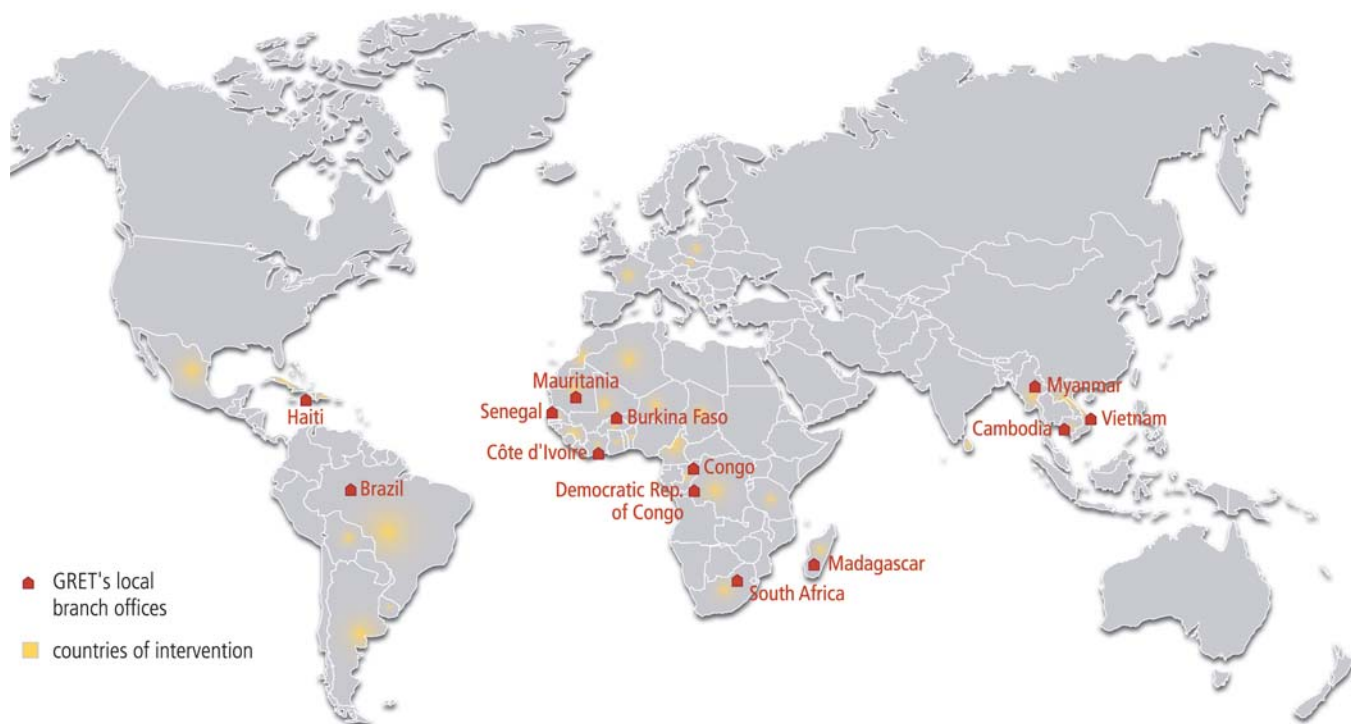 Mauritania
Senegal
Burkina Faso
Côte d'Ivoire
Haiti
Congo
Brazil
Democratic Rep.
of Congo
Madagascar
South Africa
Myanmar
Vietnam
Cambodia
GRET's local
branch offices
countries of intervention